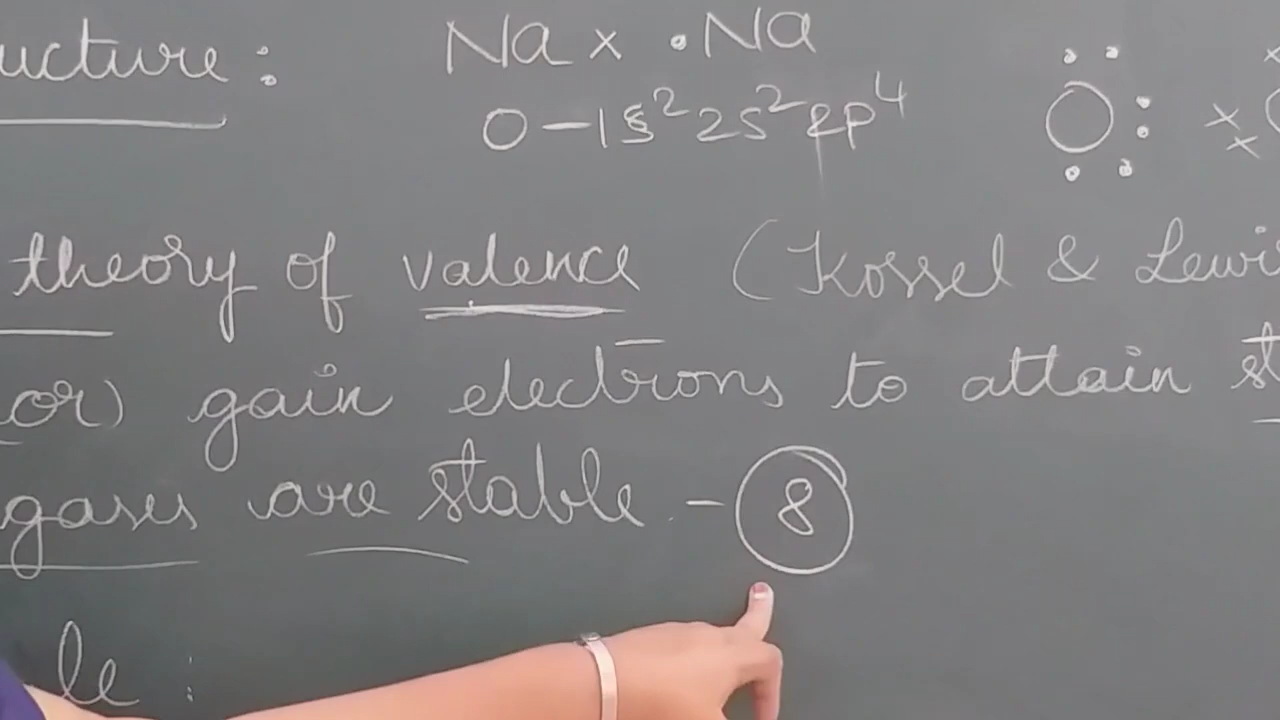 ucture : Na x •Na
O – 1s² 2s² 2p⁴
theory of valence (Kossel & Lewi
(or) gain electrons to attain st
gases are stable - 8
le :